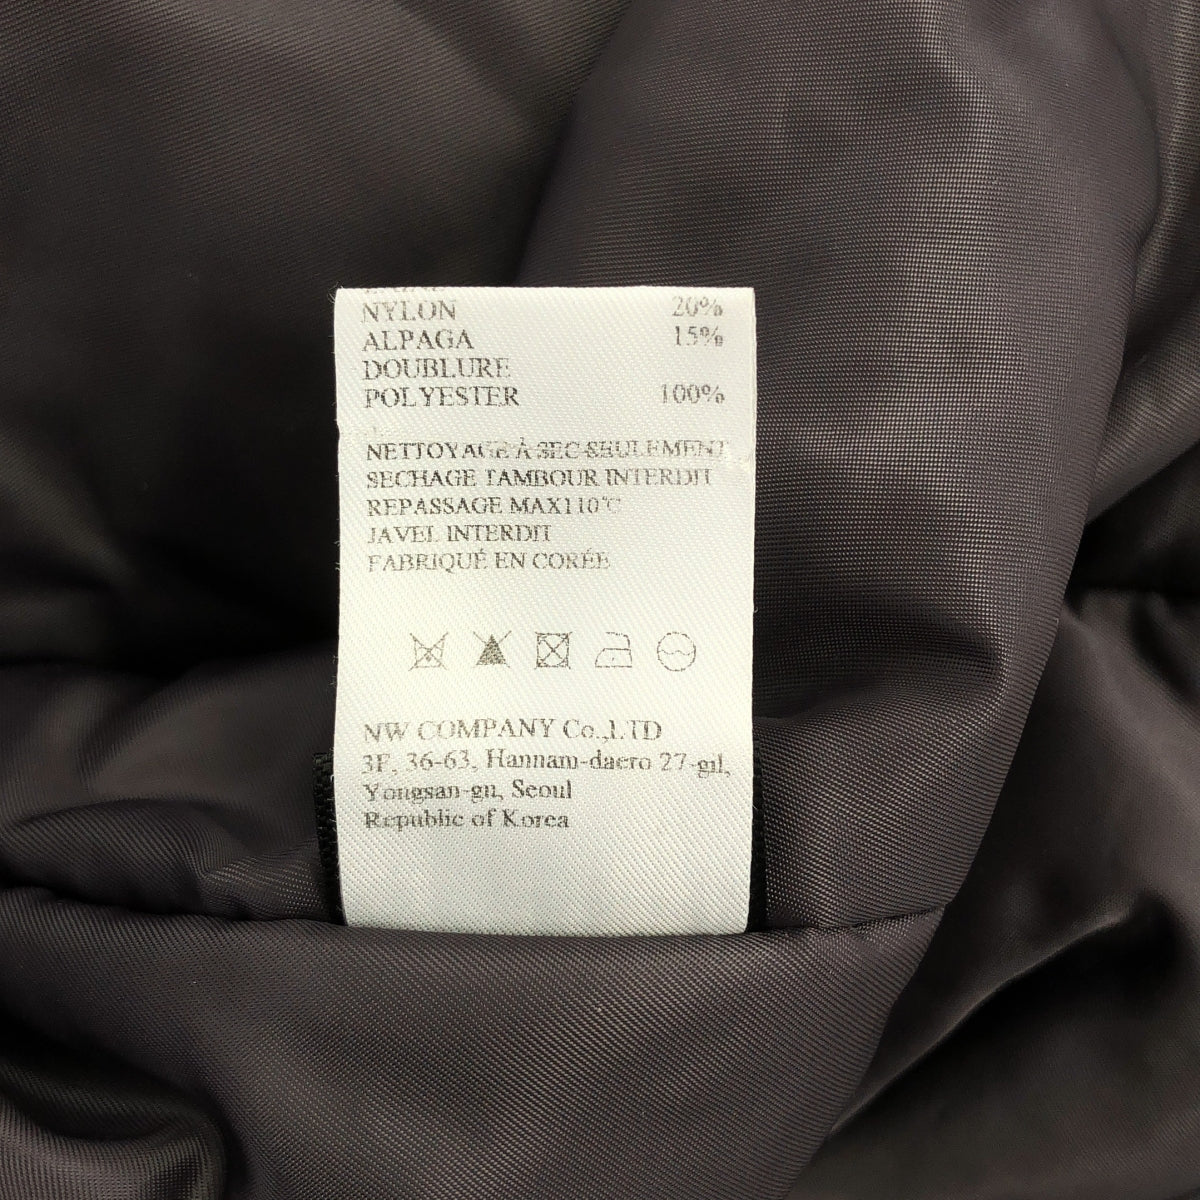 NYLON 20%
ALPAGA 15%
DOUBLURE
POLYESTER 100%
NETTOYAGE À SEC SEULEMENT
SECHAGE TAMBOUR INTERDIT
REPASSAGE MAX110°C
JAVEL INTERDIT
FABRIQUÉ EN CORÉE
NW COMPANY Co.,LTD
3F, 36-63, Hannam-daero 27-gil,
Yongsan-gu, Seoul
Republic of Korea